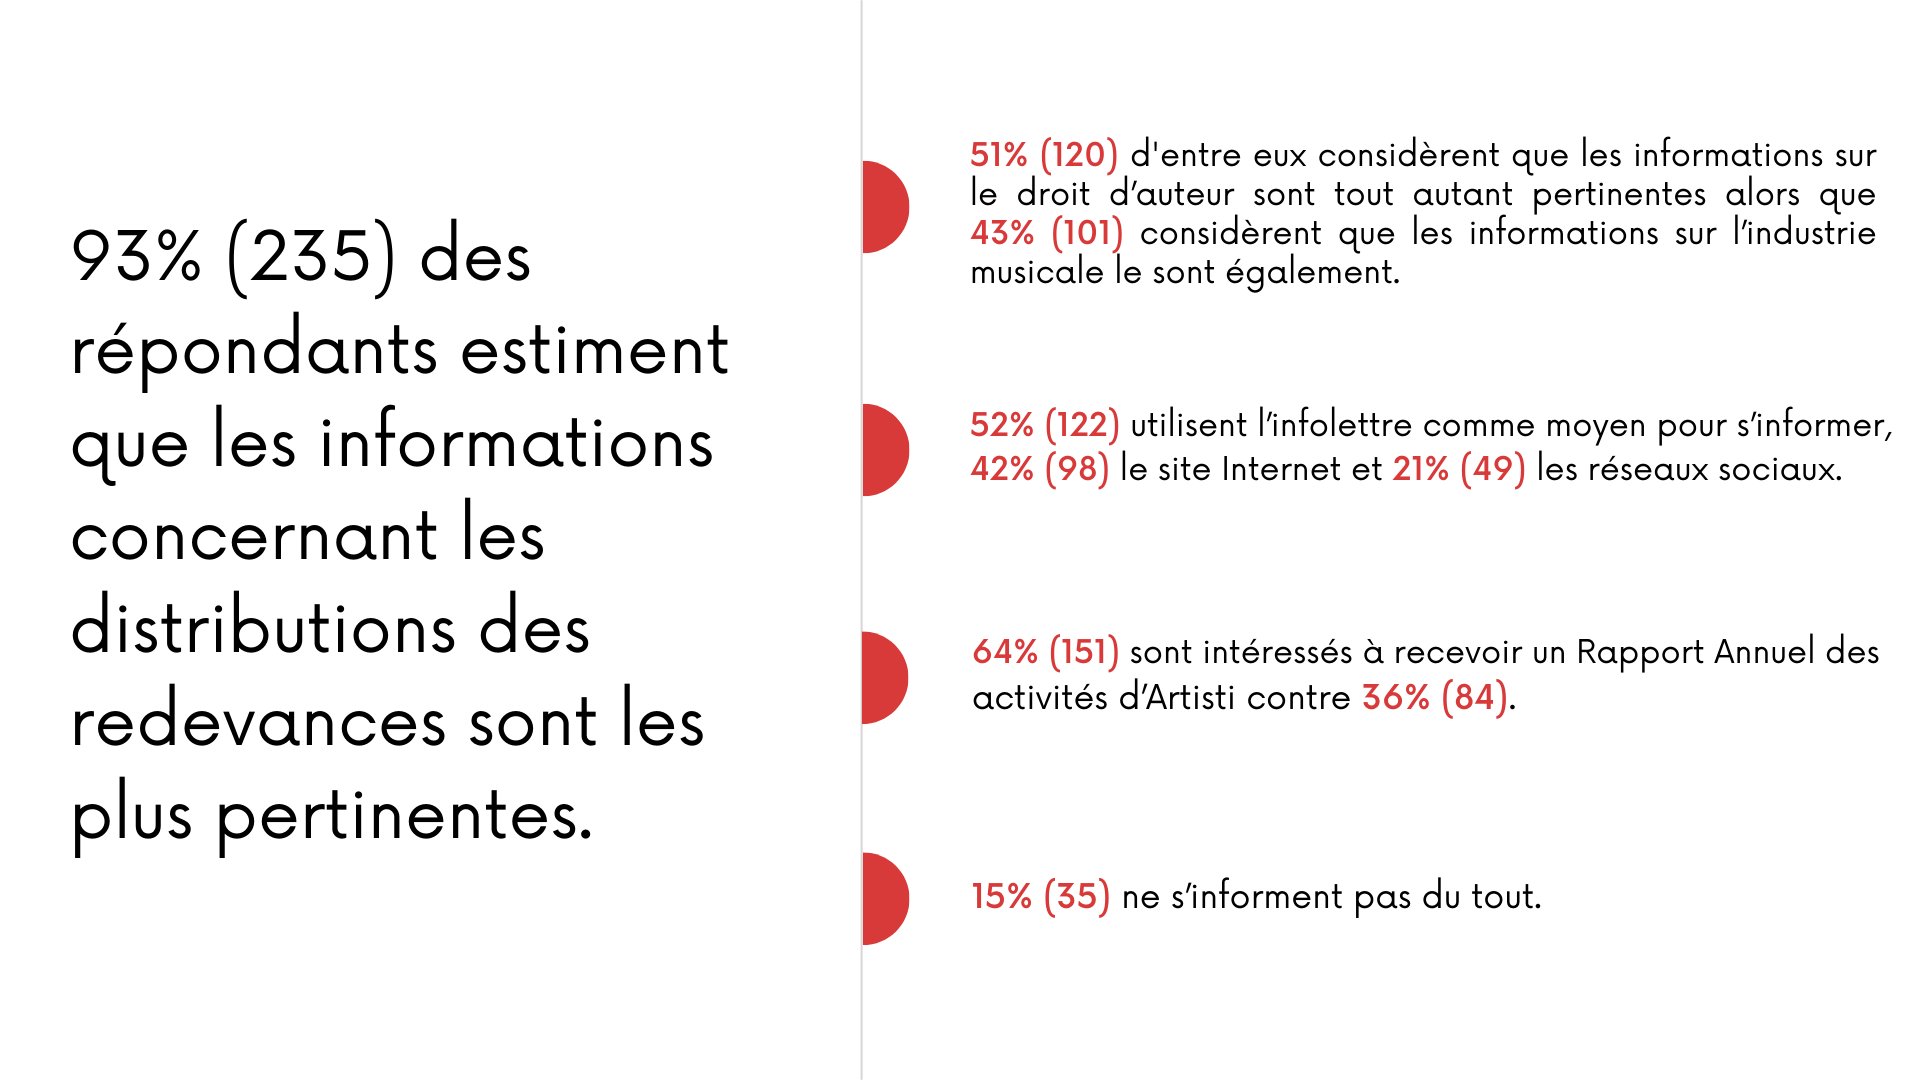 93% (235) des
répondants estiment
que les informations
concernant les
distributions des
redevances sont les
plus pertinentes.
51% (120) d'entre eux considèrent que les informations sur
le droit d’auteur sont tout autant pertinentes alors que
43% (101) considèrent que les informations sur l’industrie
musicale le sont également.
52% (122) utilisent l’infolettre comme moyen pour s’informer,
42% (98) le site Internet et 21% (49) les réseaux sociaux.
64% (151) sont intéressés à recevoir un Rapport Annuel des
activités d’Artisti contre 36% (84).
15% (35) ne s’informent pas du tout.